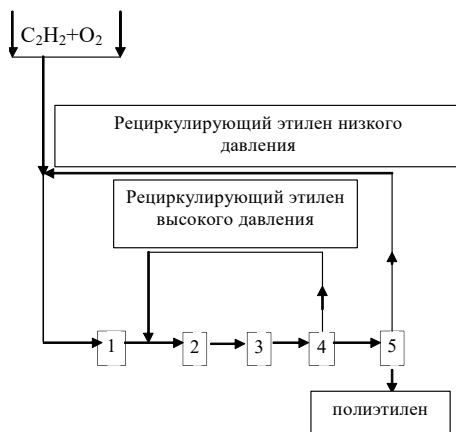 C₂H₂+O₂
Рециркулирующий этилен низкого
давления
Рециркулирующий этилен
высокого давления
1 2 3 4 5
полиэтилен